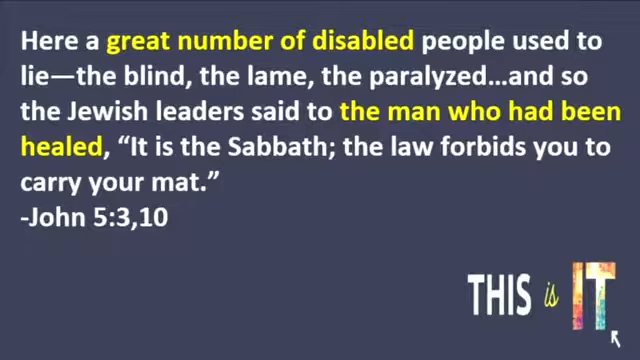 Here a great number of disabled people used to
lie—the blind, the lame, the paralyzed…and so
the Jewish leaders said to the man who had been
healed, “It is the Sabbath; the law forbids you to
carry your mat.”
-John 5:3,10
THIS is IT